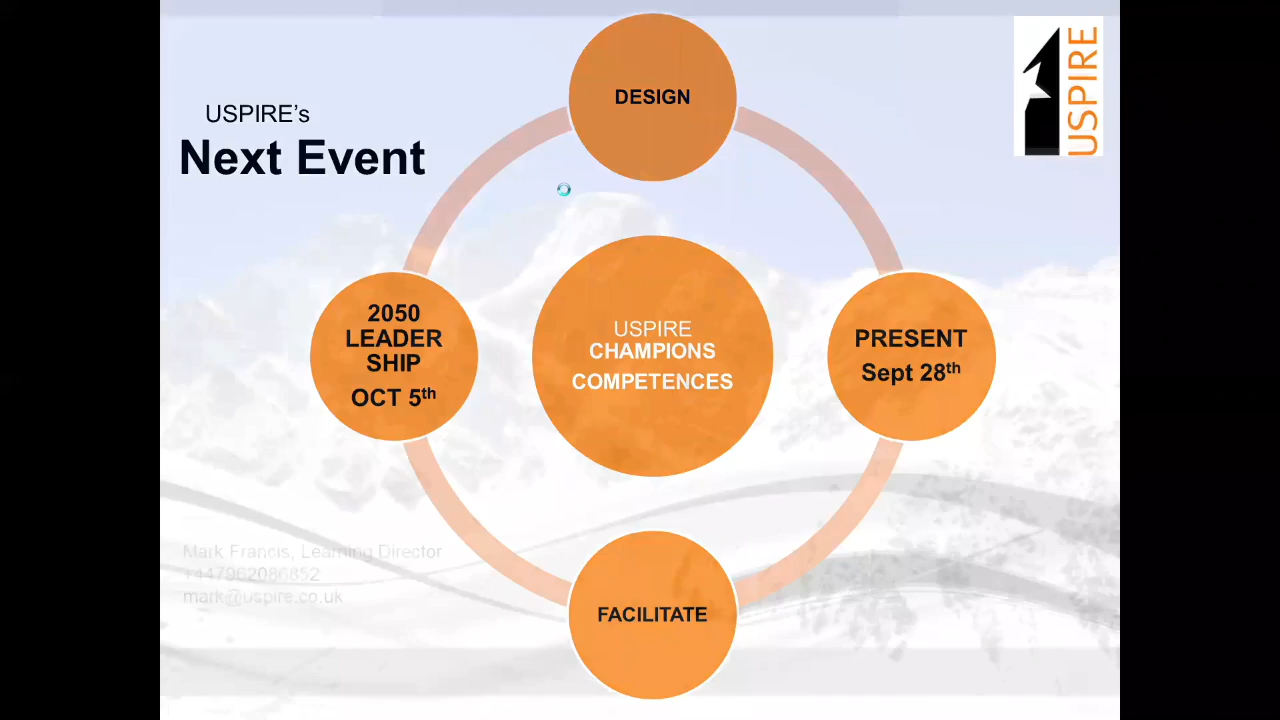 USPIRE
DESIGN
USPIRE’s
Next Event
2050
LEADER
SHIP
OCT 5th
USPIRE
CHAMPIONS
COMPETENCES
PRESENT
Sept 28th
Mark Francis, Learning Director
+447962086852
mark@uspire.co.uk
FACILITATE